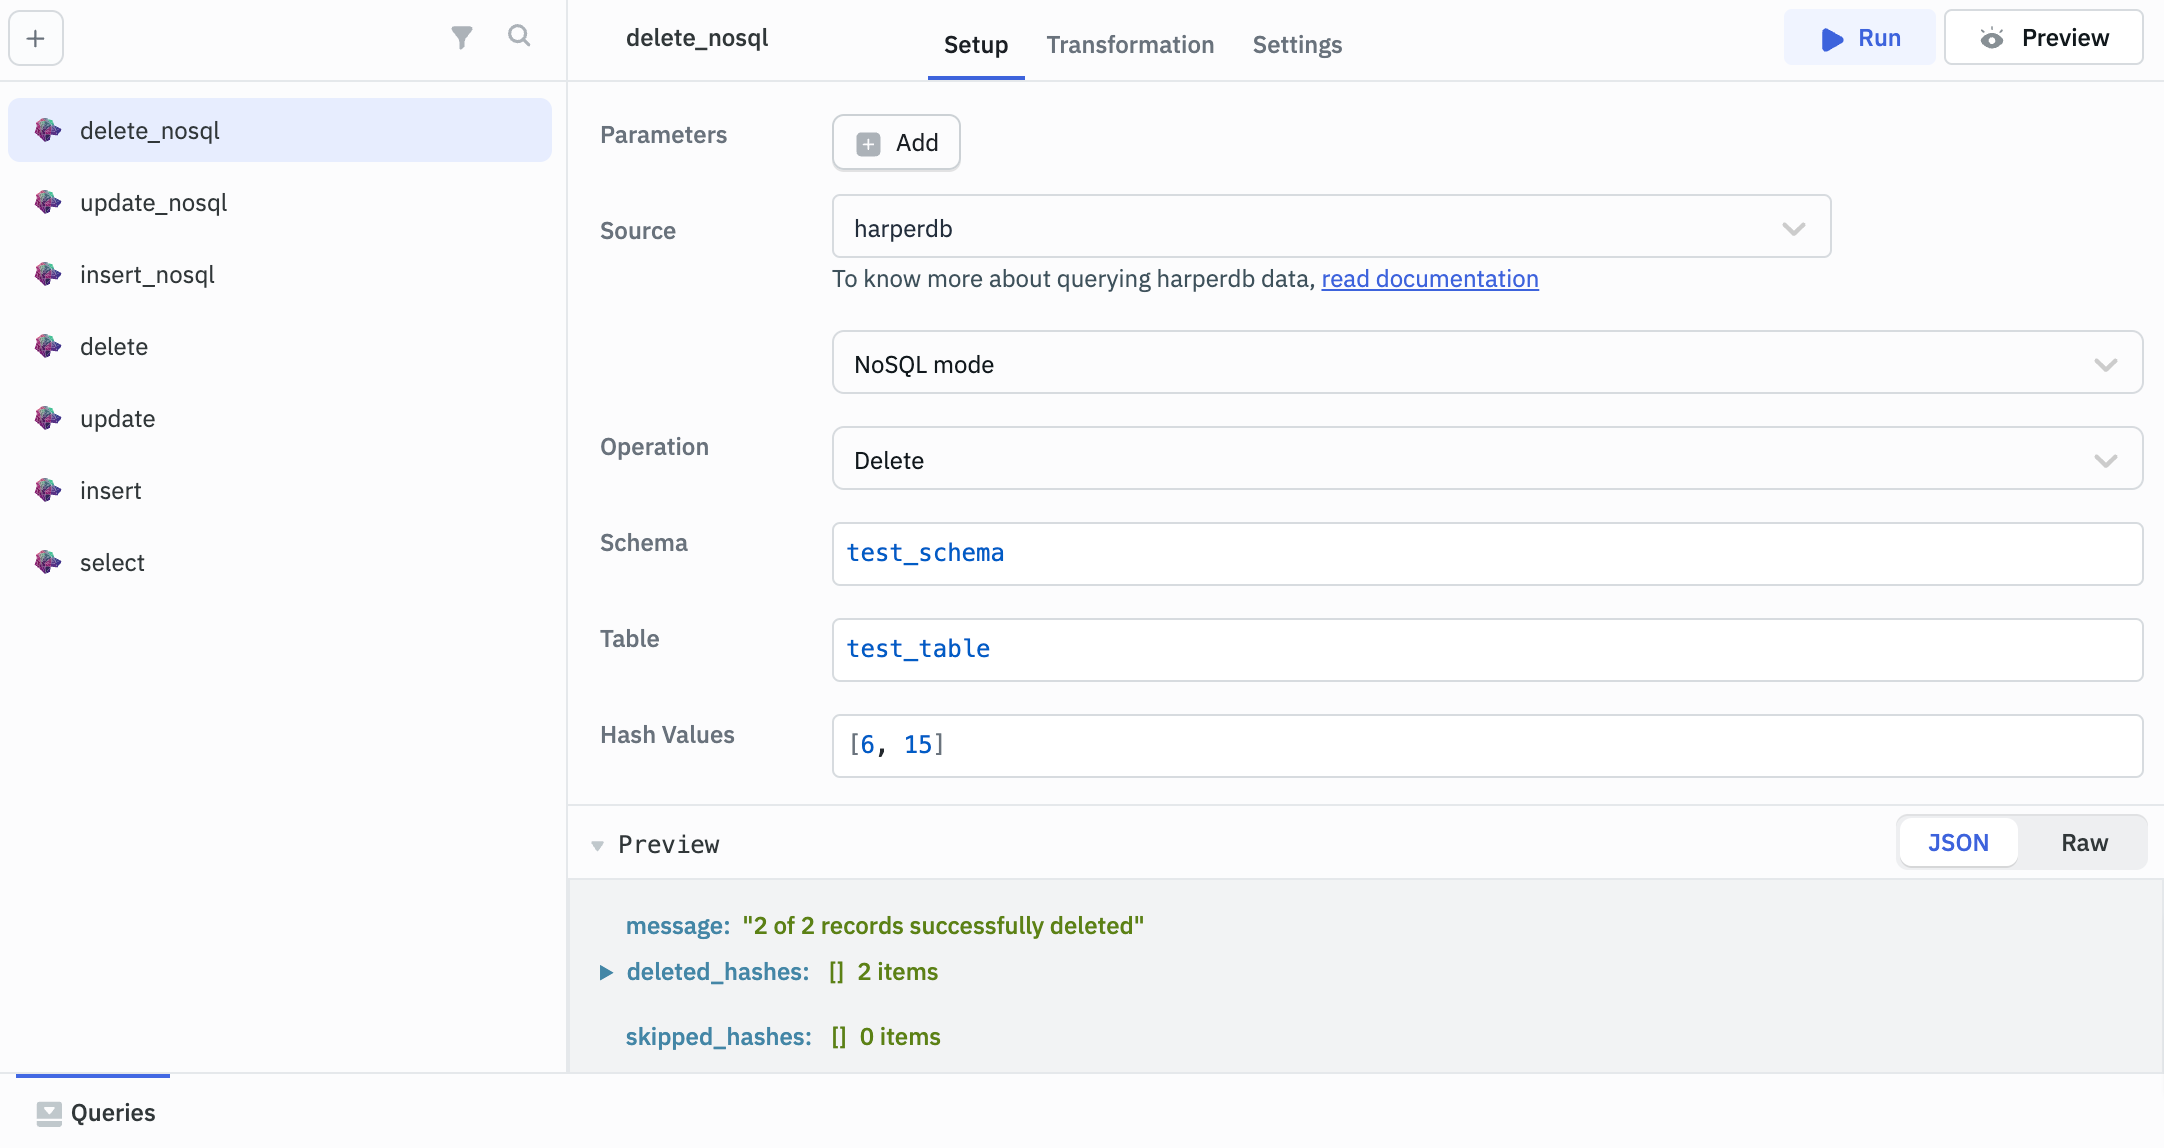 delete_nosql
Setup
Transformation
Settings
Run
Preview
delete_nosql
update_nosql
insert_nosql
delete
update
insert
select
Parameters
Add
Source
harperdb
To know more about querying harperdb data, read documentation
NoSQL mode
Operation
Delete
Schema
test_schema
Table
test_table
Hash Values
[6, 15]
Preview
JSON
Raw
message: "2 of 2 records successfully deleted"
deleted_hashes: [] 2 items
skipped_hashes: [] 0 items
Queries